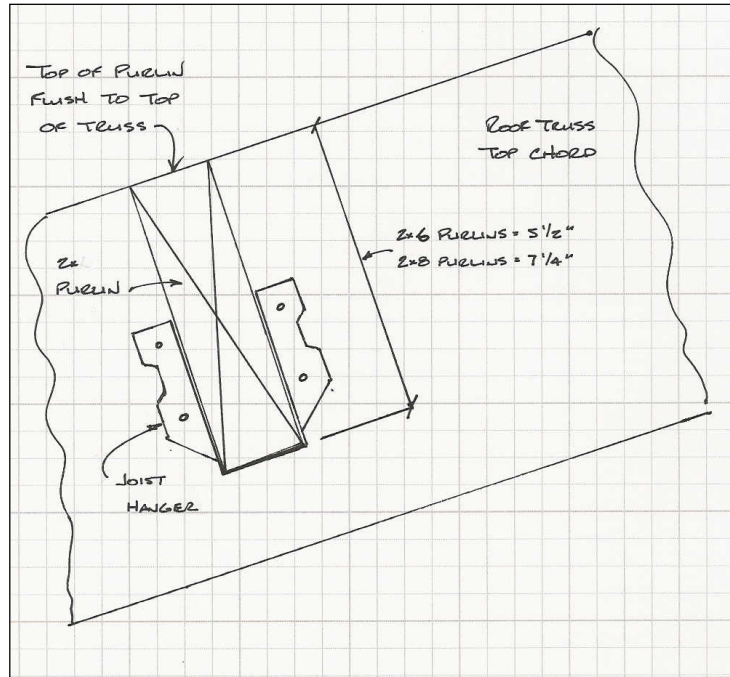 TOP OF PURLIN
FLUSH TO TOP
OF TRUSS
ROOF TRUSS
TOP CHORD
2x6 PURLINS = 5 1/2"
2x8 PURLINS = 7 1/4"
2x
PURLIN
JOIST
HANGER